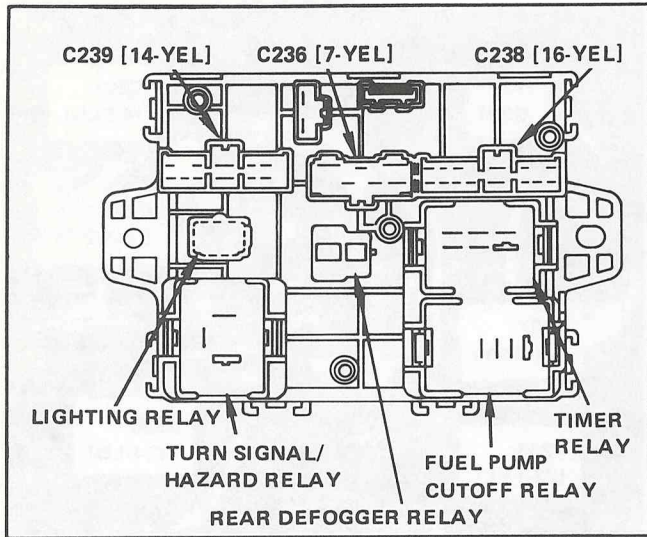 C239 [14-YEL] C236 [7-YEL] C238 [16-YEL]
LIGHTING RELAY
TURN SIGNAL/
HAZARD RELAY
REAR DEFOGGER RELAY
FUEL PUMP
CUTOFF RELAY
TIMER
RELAY